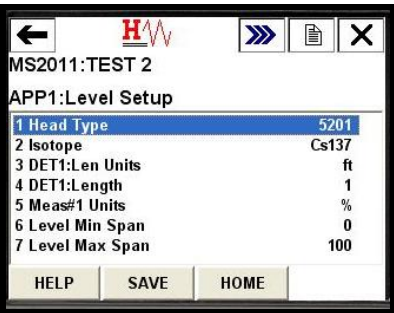 H
MS2011:TEST 2
APP1:Level Setup
1 Head Type 5201
2 Isotope Cs137
3 DET1:Len Units ft
4 DET1:Length 1
5 Meas#1 Units %
6 Level Min Span 0
7 Level Max Span 100
HELP SAVE HOME